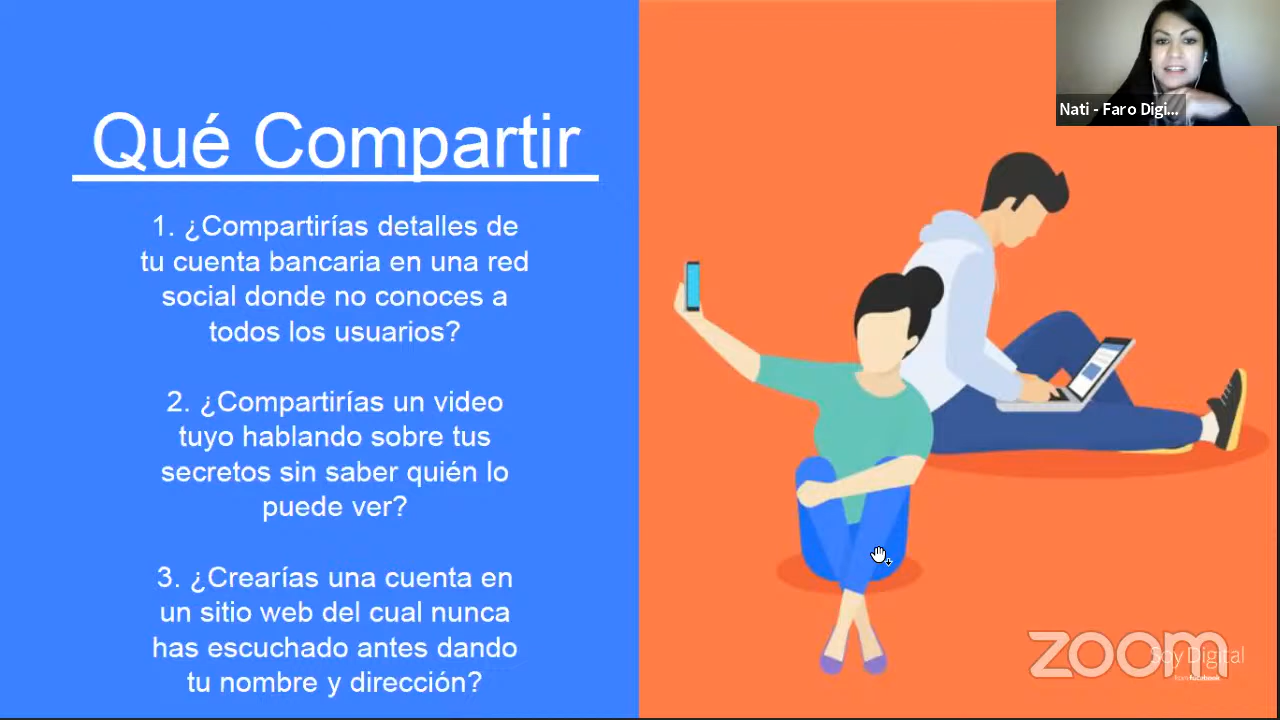 Qué Compartir
1. ¿Compartirías detalles de
tu cuenta bancaria en una red
social donde no conoces a
todos los usuarios?
2. ¿Compartirías un video
tuyo hablando sobre tus
secretos sin saber quién lo
puede ver?
3. ¿Crearías una cuenta en
un sitio web del cual nunca
has escuchado antes dando
tu nombre y dirección?
Nati - Faro Digi...
zoom
Soy Digital
from facebook